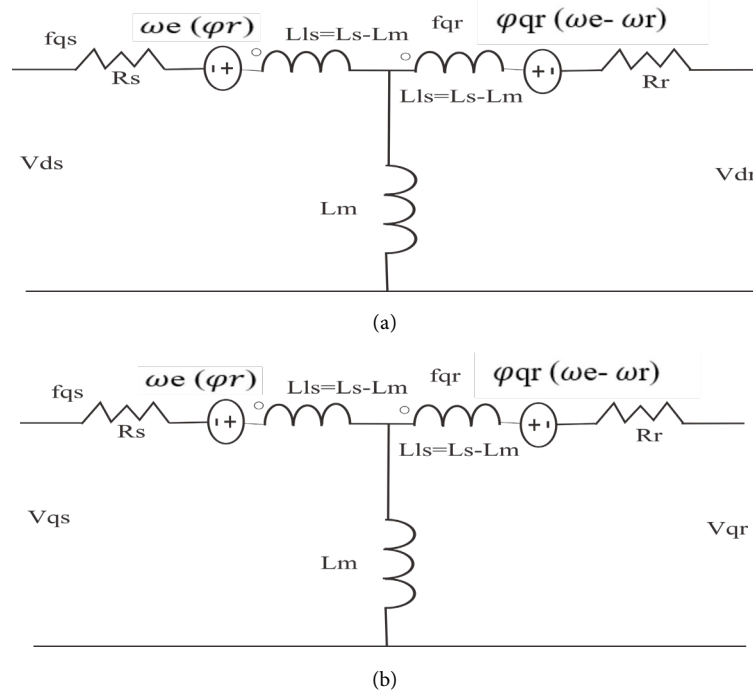 fqs ωe (φr) Lls=Ls-Lm fqr φqr (ωe- ωr)
Rs Lls=Ls-Lm Rr
Vds Vdr
Lm
(a)
fqs ωe (φr) Lls=Ls-Lm fqr φqr (ωe- ωr)
Rs Lls=Ls-Lm Rr
Vqs Vqr
Lm
(b)